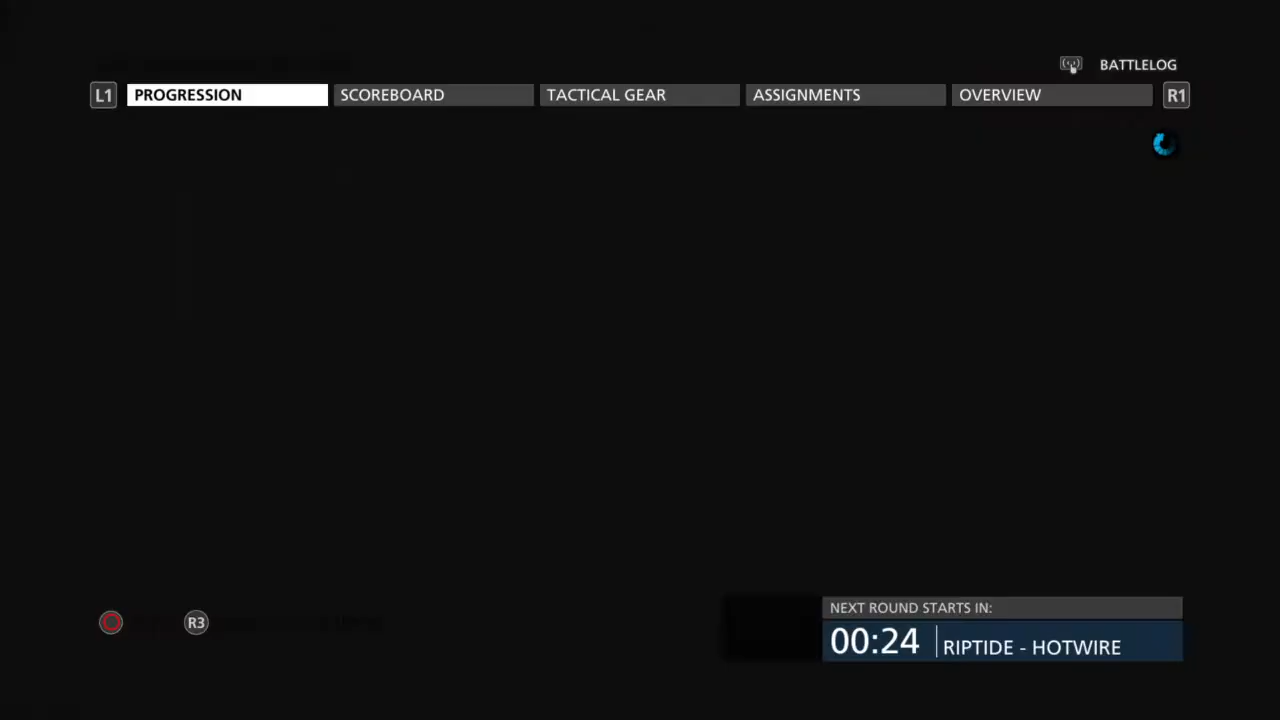 BATTLELOG
L1 PROGRESSION SCOREBOARD TACTICAL GEAR ASSIGNMENTS OVERVIEW R1
R3
NEXT ROUND STARTS IN:
00:24 RIPTIDE - HOTWIRE